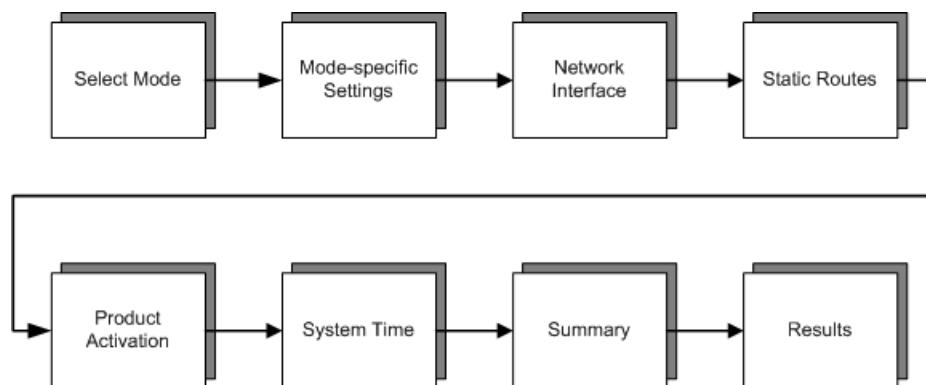 Select Mode
Mode-specific
Settings
Network
Interface
Static Routes
Product
Activation
System Time
Summary
Results